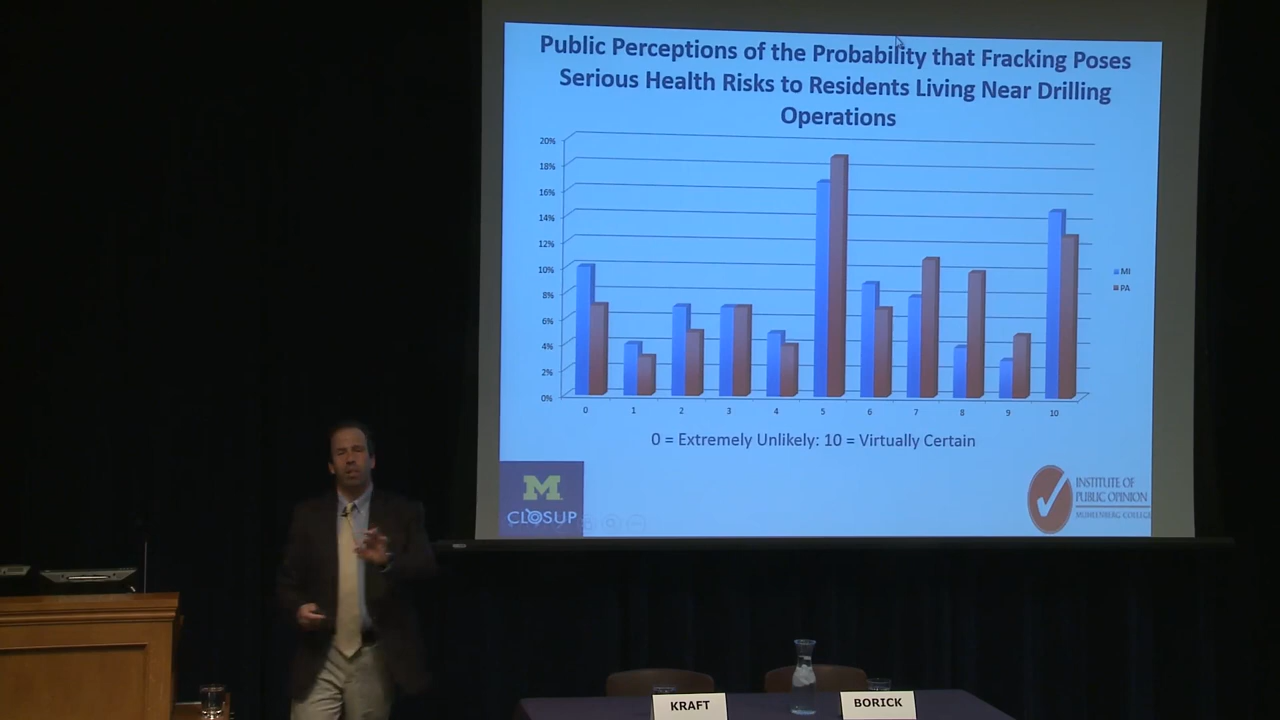 Public Perceptions of the Probability that Fracking Poses
Serious Health Risks to Residents Living Near Drilling
Operations
20%
18%
16%
14%
12%
10%
8%
6%
4%
2%
0%
0 1 2 3 4 5 6 7 8 9 10
MI
PA
0 = Extremely Unlikely: 10 = Virtually Certain
M
CLOSUP
INSTITUTE OF
PUBLIC OPINION
MUHLENBERG COLLEGE
KRAFT
BORICK